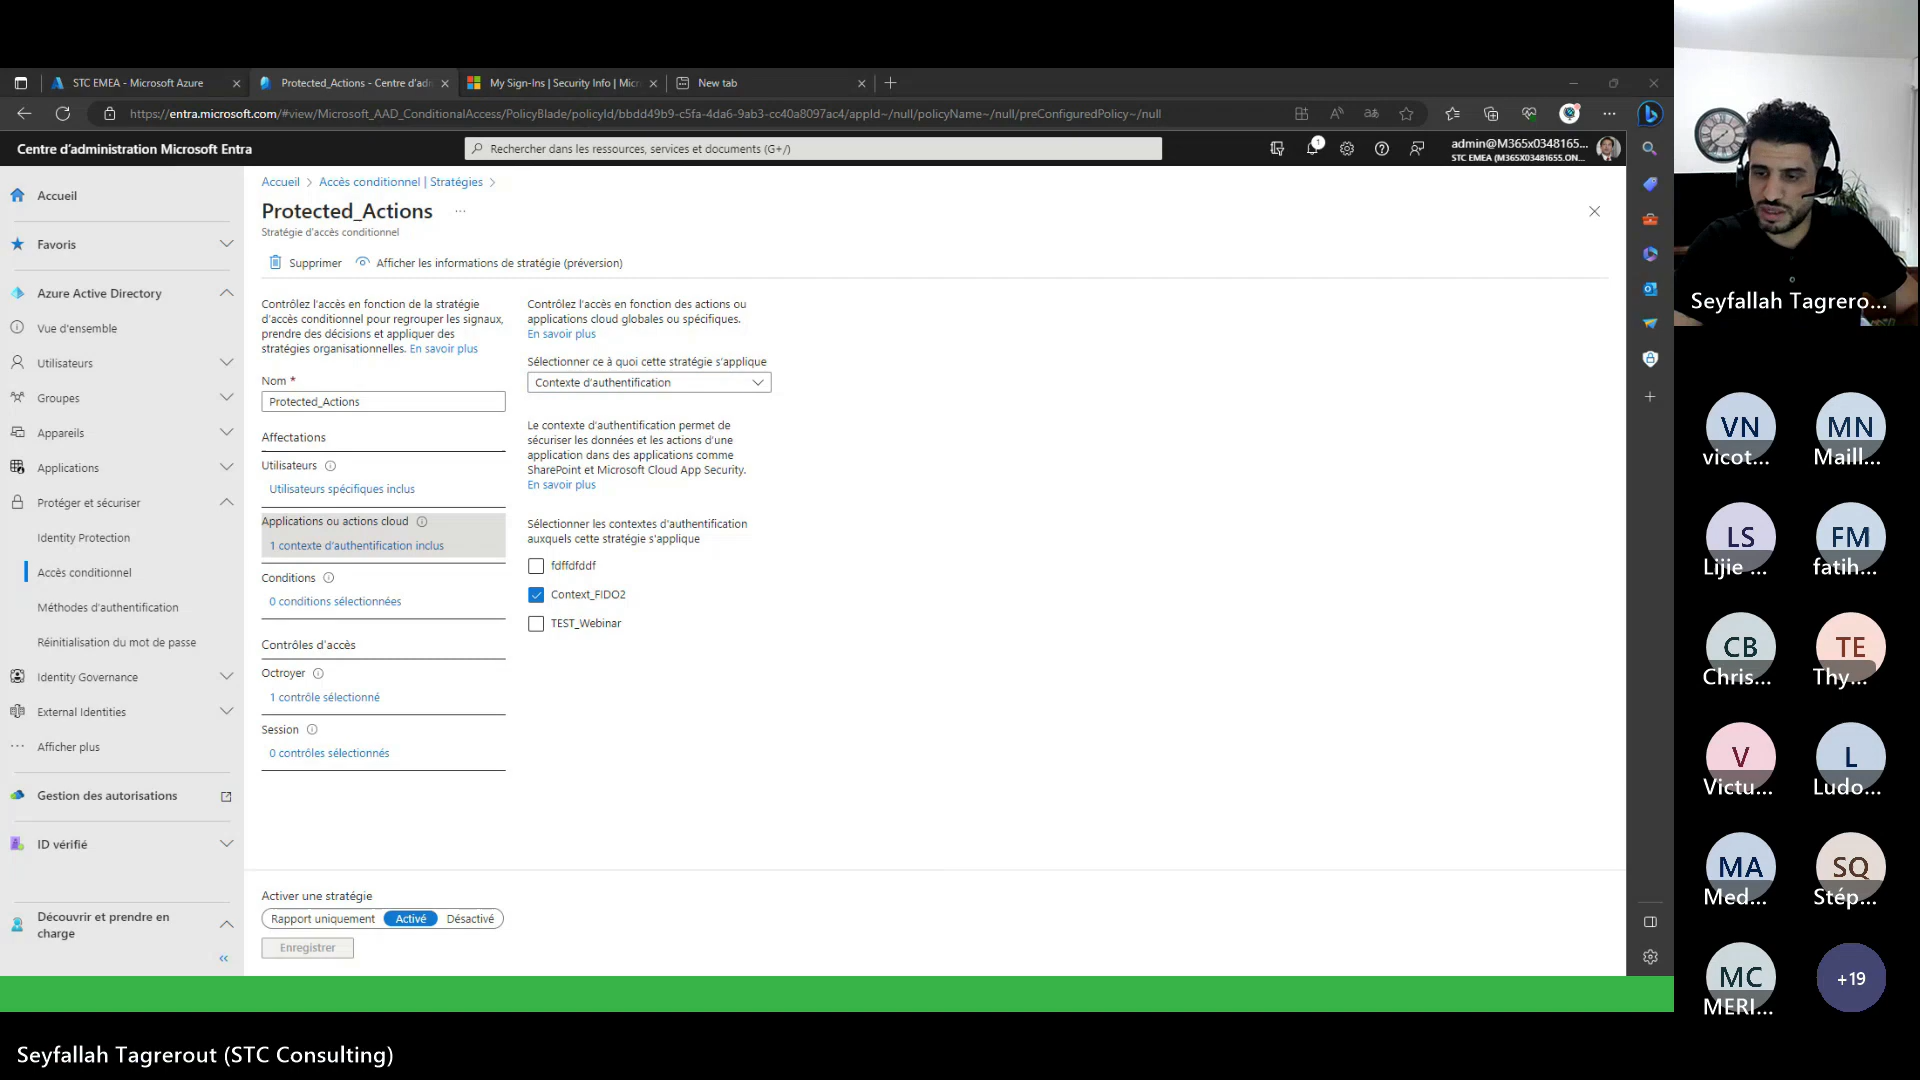 STC EMEA - Microsoft Azure
Protected_Actions - Centre d'adn
My Sign-Ins | Security Info | Micr
New tab
https://entra.microsoft.com/#view/Microsoft_AAD_ConditionalAccess/PolicyBlade/policyId/bbdd49b9-c5fa-4da6-9ab3-cc40a8097ac4/appId~/null/policyName~/null/preConfiguredPolicy~/null
Centre d'administration Microsoft Entra
Rechercher dans les ressources, services et documents (G+/)
1
admin@M365x0348165...
STC EMEA (M365X03481655.ON...
Accueil
Favoris
Azure Active Directory
Vue d'ensemble
Utilisateurs
Groupes
Appareils
Applications
Protéger et sécuriser
Identity Protection
Accès conditionnel
Méthodes d'authentification
Réinitialisation du mot de passe
Identity Governance
External Identities
Afficher plus
Gestion des autorisations
ID vérifié
Découvrir et prendre en
charge
Accueil > Accès conditionnel | Stratégies >
Protected_Actions ...
Stratégie d'accès conditionnel
Supprimer
Afficher les informations de stratégie (préversion)
Contrôlez l'accès en fonction de la stratégie
d'accès conditionnel pour regrouper les signaux,
prendre des décisions et appliquer des
stratégies organisationnelles. En savoir plus
Nom *
Protected_Actions
Affectations
Utilisateurs
Utilisateurs spécifiques inclus
Applications ou actions cloud
1 contexte d'authentification inclus
Conditions
0 conditions sélectionnées
Contrôles d'accès
Octroyer
1 contrôle sélectionné
Session
0 contrôles sélectionnés
Contrôlez l'accès en fonction des actions ou
applications cloud globales ou spécifiques.
En savoir plus
Sélectionner ce à quoi cette stratégie s'applique
Contexte d'authentification
Le contexte d'authentification permet de
sécuriser les données et les actions d'une
application dans des applications comme
SharePoint et Microsoft Cloud App Security.
En savoir plus
Sélectionner les contextes d'authentification
auxquels cette stratégie s'applique
fdffdfddf
Context_FIDO2
TEST_Webinar
Activer une stratégie
Rapport uniquement
Activé
Désactivé
Enregistrer
Seyfallah Tagrero...
VN
vicot...
MN
Maill...
LS
Lijie ...
FM
fatih...
CB
Chris...
TE
Thy...
V
Victu...
L
Ludo...
MA
Med...
SQ
Stép...
MC
MERI...
+19
Seyfallah Tagrerout (STC Consulting)